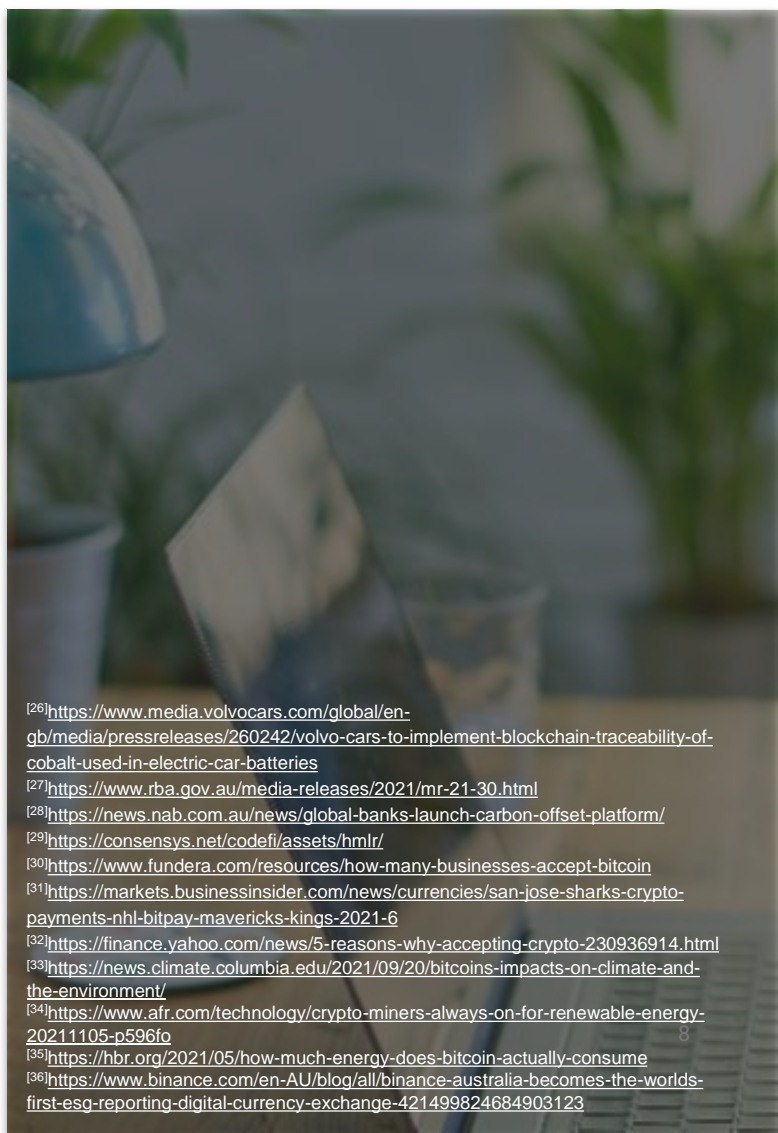 [26]https://www.media.volvocars.com/global/en-
gb/media/pressreleases/260242/volvo-cars-to-implement-blockchain-traceability-of-
cobalt-used-in-electric-car-batteries
[27]https://www.rba.gov.au/media-releases/2021/mr-21-30.html
[28]https://news.nab.com.au/news/global-banks-launch-carbon-offset-platform/
[29]https://consensys.net/codefi/assets/hmlr/
[30]https://www.fundera.com/resources/how-many-businesses-accept-bitcoin
[31]https://markets.businessinsider.com/news/currencies/san-jose-sharks-crypto-
payments-nhl-bitpay-mavericks-kings-2021-6
[32]https://finance.yahoo.com/news/5-reasons-why-accepting-crypto-230936914.html
[33]https://news.climate.columbia.edu/2021/09/20/bitcoins-impacts-on-climate-and-
the-environment/
[34]https://www.afr.com/technology/crypto-miners-always-on-for-renewable-energy-
20211105-p596fo
8
[35]https://hbr.org/2021/05/how-much-energy-does-bitcoin-actually-consume
[36]https://www.binance.com/en-AU/blog/all/binance-australia-becomes-the-worlds-
first-esg-reporting-digital-currency-exchange-421499824684903123